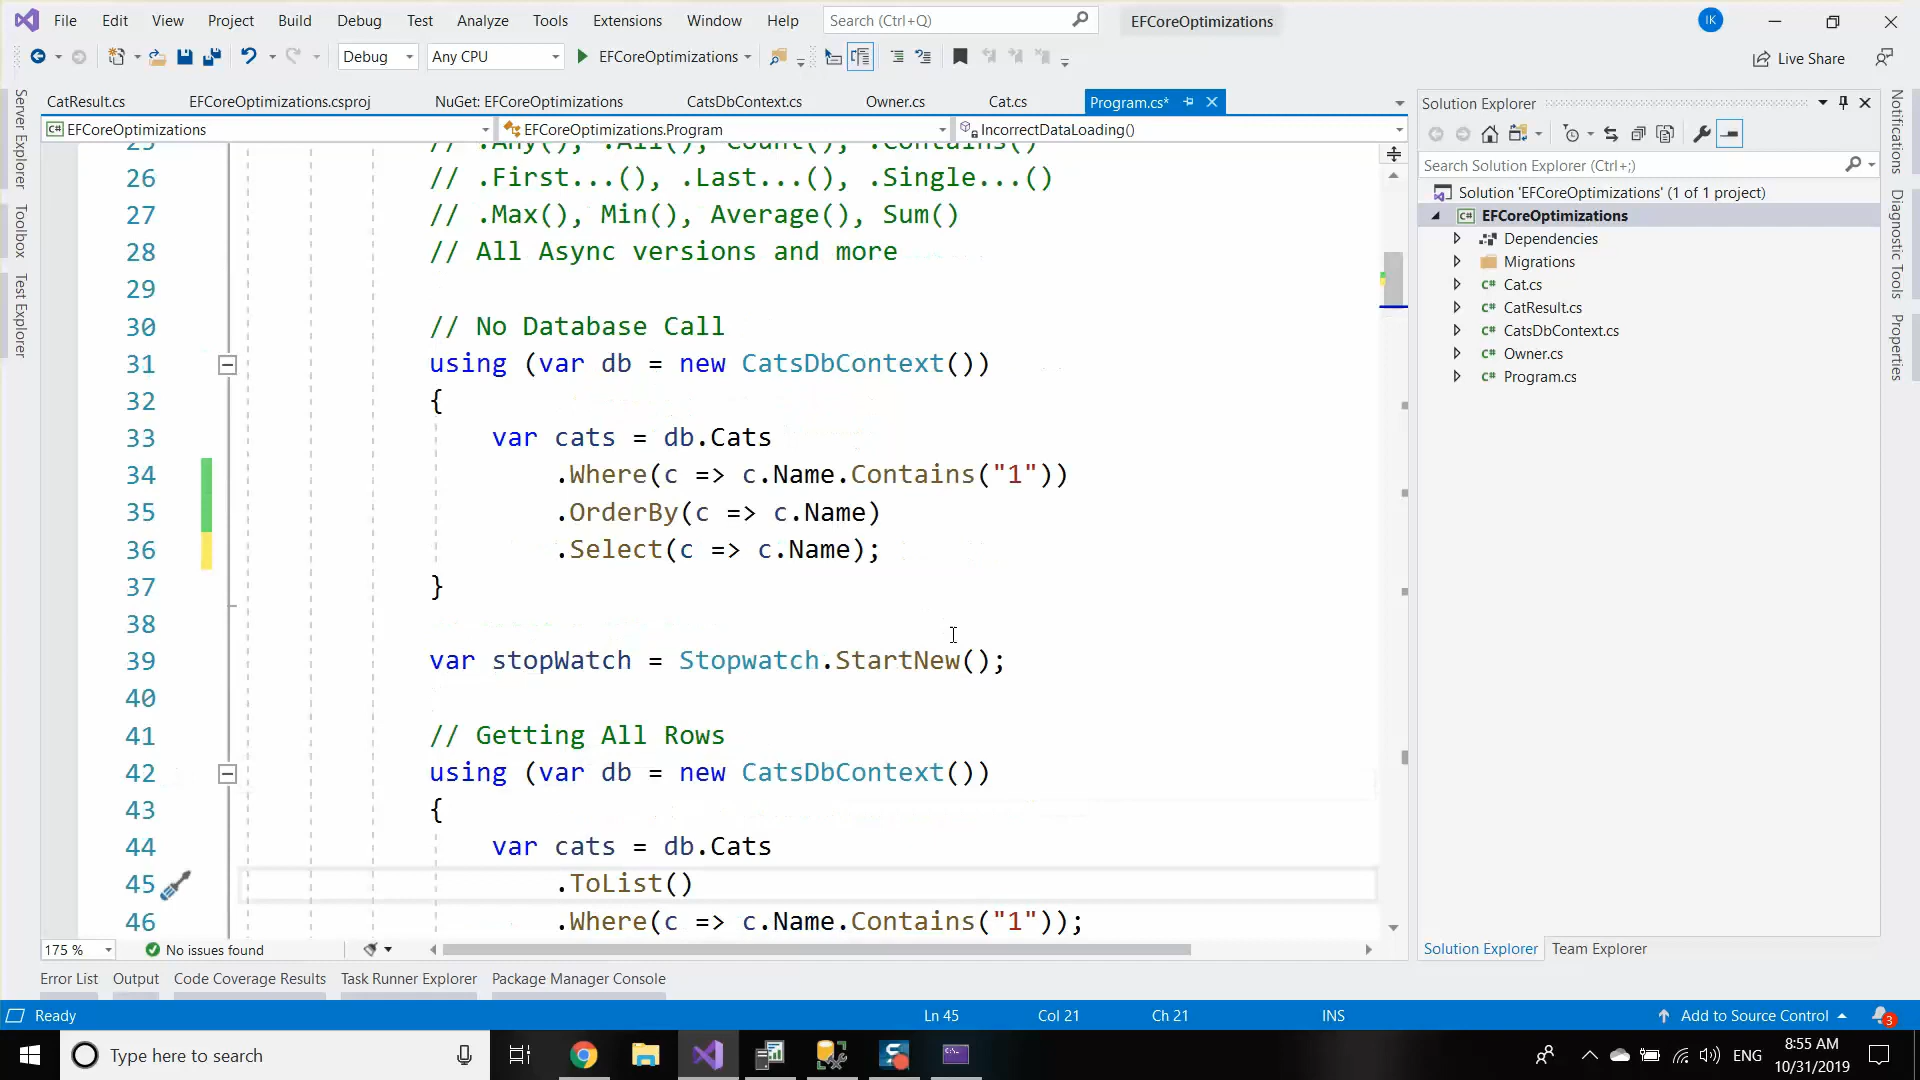 File Edit View Project Build Debug Test Analyze Tools Extensions Window Help Search (Ctrl+Q) EFCoreOptimizations IK
Debug Any CPU EFCoreOptimizations Live Share
CatResult.cs EFCoreOptimizations.csproj NuGet: EFCoreOptimizations CatsDbContext.cs Owner.cs Cat.cs Program.cs*
C# EFCoreOptimizations EFCoreOptimizations.Program IncorrectDataLoading()
25 // .Any(), .All(), Count(), .Contains()
26 // .First...(), .Last...(), .Single...()
27 // .Max(), Min(), Average(), Sum()
28 // All Async versions and more
29
30 // No Database Call
31 using (var db = new CatsDbContext())
32 {
33 var cats = db.Cats
34 .Where(c => c.Name.Contains("1"))
35 .OrderBy(c => c.Name)
36 .Select(c => c.Name);
37 }
38
39 var stopWatch = Stopwatch.StartNew();
40
41 // Getting All Rows
42 using (var db = new CatsDbContext())
43 {
44 var cats = db.Cats
45 .ToList()
46 .Where(c => c.Name.Contains("1"));
175 % No issues found
Server Explorer
Toolbox
Test Explorer
Solution Explorer
Search Solution Explorer (Ctrl+;)
Solution 'EFCoreOptimizations' (1 of 1 project)
C# EFCoreOptimizations
Dependencies
Migrations
C# Cat.cs
C# CatResult.cs
C# CatsDbContext.cs
C# Owner.cs
C# Program.cs
Solution Explorer Team Explorer
Notifications
Diagnostic Tools
Properties
Error List Output Code Coverage Results Task Runner Explorer Package Manager Console
Ready Ln 45 Col 21 Ch 21 INS Add to Source Control 3
Type here to search ENG 8:55 AM
10/31/2019